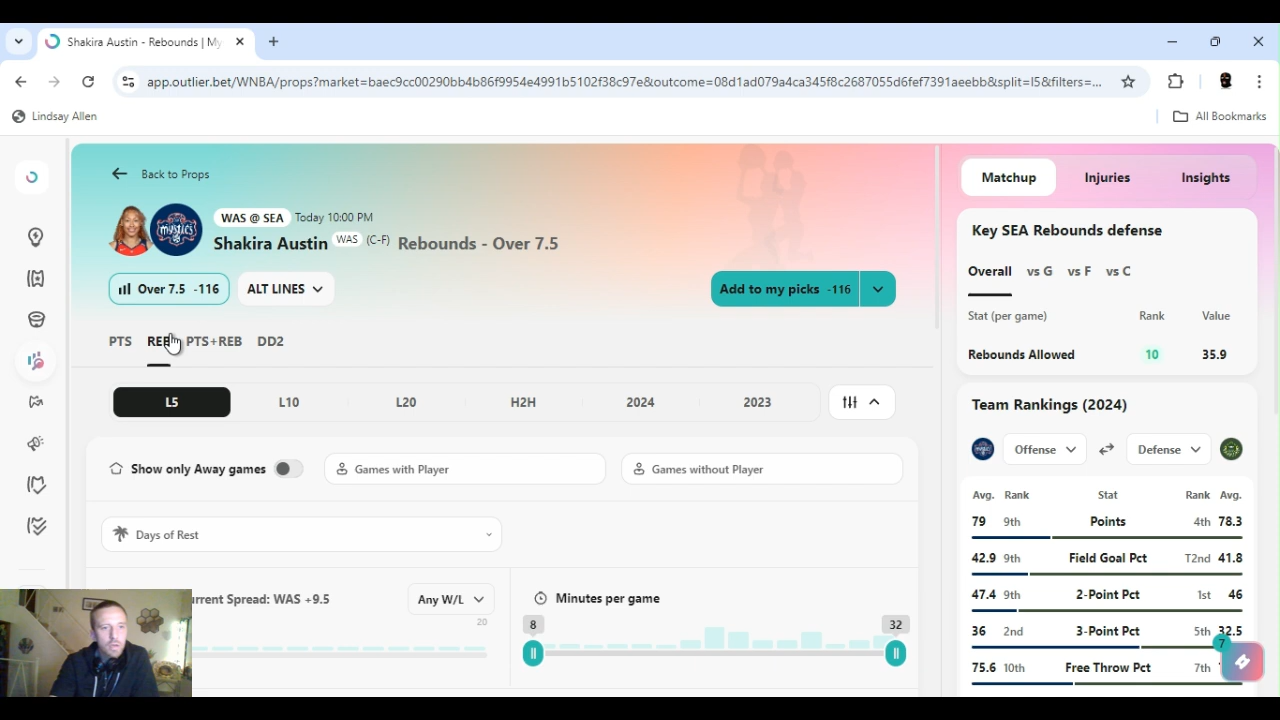 Shakira Austin - Rebounds | My
app.outlier.bet/WNBA/props?market=baec9cc00290bb4b86f9954e4991b5102f38c97e&outcome=08d1ad079a4ca345f8c2687055d6fef7391aeebb&split=l5&filters=...
Lindsay Allen
All Bookmarks
Back to Props
WAS @ SEA Today 10:00 PM
Shakira Austin WAS (C-F) Rebounds - Over 7.5
Over 7.5 -116 ALT LINES
Add to my picks -116
PTS REB PTS+REB DD2
L5 L10 L20 H2H 2024 2023
Show only Away games
Games with Player
Games without Player
Days of Rest
Spread: WAS +9.5
Any W/L
20
Minutes per game
8 32
Matchup Injuries Insights
Key SEA Rebounds defense
Overall vs G vs F vs C
Stat (per game) Rank Value
Rebounds Allowed 10 35.9
Team Rankings (2024)
Offense Defense
Avg. Rank Stat Rank Avg.
79 9th Points 4th 78.3
42.9 9th Field Goal Pct T2nd 41.8
47.4 9th 2-Point Pct 1st 46
36 2nd 3-Point Pct 5th 32.5
75.6 10th Free Throw Pct 7th
7